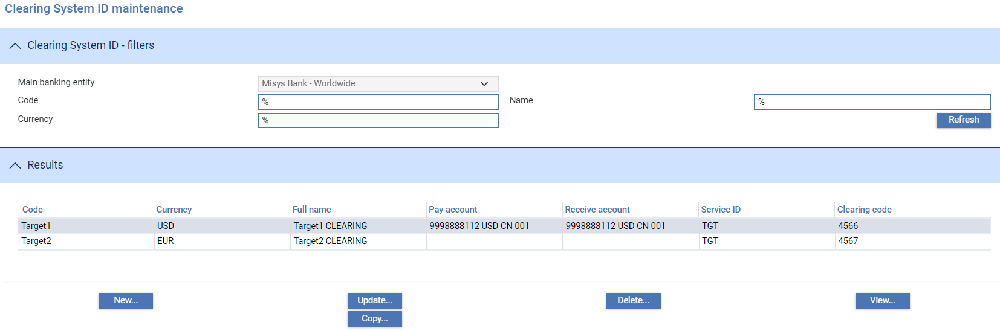 Clearing System ID maintenance
Clearing System ID - filters
Main banking entity Misys Bank - Worldwide
Code % Name %
Currency % Refresh
Results
Code Currency Full name Pay account Receive account Service ID Clearing code
Target1 USD Target1 CLEARING 9998888112 USD CN 001 9998888112 USD CN 001 TGT 4566
Target2 EUR Target2 CLEARING TGT 4567
New... Update... Delete... View...
Copy...